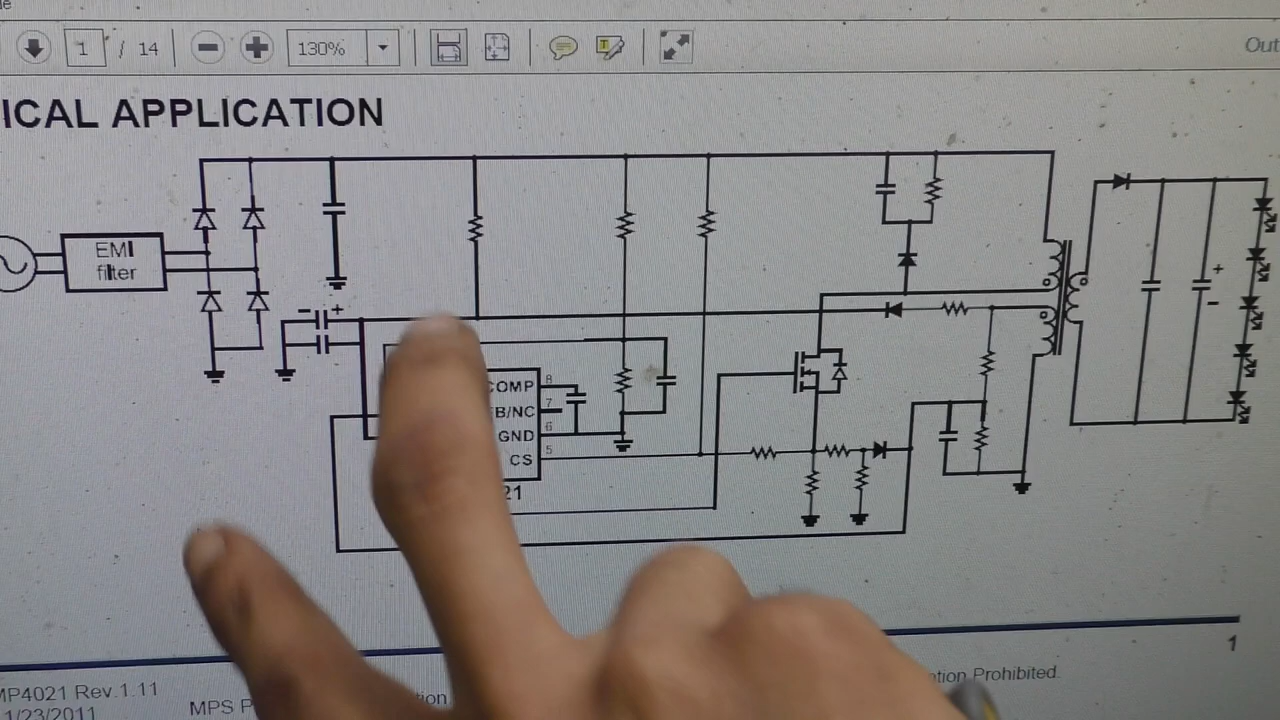 1 / 14
130%
Out
ICAL APPLICATION
EMI
filter
- +
+
-
COMP 8
B/NC 7
GND 6
CS 5
21
1
MP4021 Rev.1.11
1/23/2011
MPS P
tion
ation Prohibited.